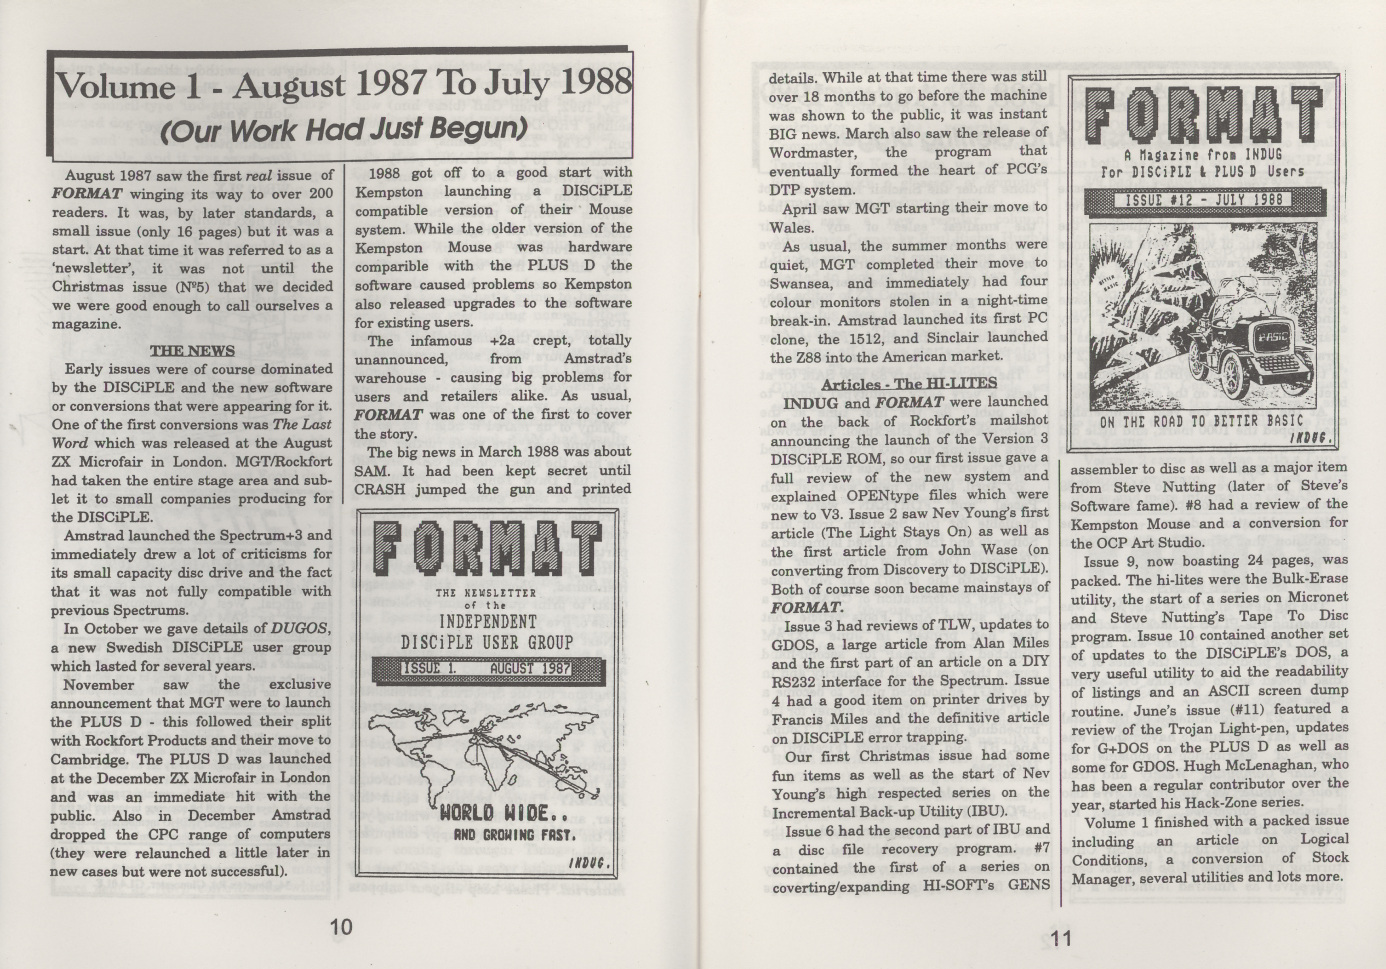 Volume 1 - August 1987 To July 1988
(Our Work Had Just Begun)
August 1987 saw the first real issue of
FORMAT winging its way to over 200
readers. It was, by later standards, a
small issue (only 16 pages) but it was a
start. At that time it was referred to as a
'newsletter', it was not until the
Christmas issue (Nº5) that we decided
we were good enough to call ourselves a
magazine.
THE NEWS
Early issues were of course dominated
by the DISCiPLE and the new software
or conversions that were appearing for it.
One of the first conversions was The Last
Word which was released at the August
ZX Microfair in London. MGT/Rockfort
had taken the entire stage area and sub-
let it to small companies producing for
the DISCiPLE.
Amstrad launched the Spectrum+3 and
immediately drew a lot of criticisms for
its small capacity disc drive and the fact
that it was not fully compatible with
previous Spectrums.
In October we gave details of DUGOS,
a new Swedish DISCiPLE user group
which lasted for several years.
November saw the exclusive
announcement that MGT were to launch
the PLUS D - this followed their split
with Rockfort Products and their move to
Cambridge. The PLUS D was launched
at the December ZX Microfair in London
and was an immediate hit with the
public. Also in December Amstrad
dropped the CPC range of computers
(they were relaunched a little later in
new cases but were not successful).
1988 got off to a good start with
Kempston launching a DISCiPLE
compatible version of their Mouse
system. While the older version of the
Kempston Mouse was hardware
comparible with the PLUS D the
software caused problems so Kempston
also released upgrades to the software
for existing users.
The infamous +2a crept, totally
unannounced, from Amstrad's
warehouse - causing big problems for
users and retailers alike. As usual,
FORMAT was one of the first to cover
the story.
The big news in March 1988 was about
SAM. It had been kept secret until
CRASH jumped the gun and printed
FORMAT
THE NEWSLETTER
of the
INDEPENDENT
DISCiPLE USER GROUP
ISSUE 1. AUGUST 1987
WORLD WIDE..
AND GROWING FAST.
INDUG.
10
details. While at that time there was still
over 18 months to go before the machine
was shown to the public, it was instant
BIG news. March also saw the release of
Wordmaster, the program that
eventually formed the heart of PCG's
DTP system.
April saw MGT starting their move to
Wales.
As usual, the summer months were
quiet, MGT completed their move to
Swansea, and immediately had four
colour monitors stolen in a night-time
break-in. Amstrad launched its first PC
clone, the 1512, and Sinclair launched
the Z88 into the American market.
Articles - The HI-LITES
INDUG and FORMAT were launched
on the back of Rockfort's mailshot
announcing the launch of the Version 3
DISCiPLE ROM, so our first issue gave a
full review of the new system and
explained OPENtype files which were
new to V3. Issue 2 saw Nev Young's first
article (The Light Stays On) as well as
the first article from John Wase (on
converting from Discovery to DISCiPLE).
Both of course soon became mainstays of
FORMAT.
Issue 3 had reviews of TLW, updates to
GDOS, a large article from Alan Miles
and the first part of an article on a DIY
RS232 interface for the Spectrum. Issue
4 had a good item on printer drives by
Francis Miles and the definitive article
on DISCiPLE error trapping.
Our first Christmas issue had some
fun items as well as the start of Nev
Young's high respected series on the
Incremental Back-up Utility (IBU).
Issue 6 had the second part of IBU and
a disc file recovery program. #7
contained the first of a series on
coverting/expanding HI-SOFT's GENS
FORMAT
A Magazine from INDUG
For DISCiPLE & PLUS D Users
ISSUE #12 - JULY 1988
BETTER
BASIC
BASIC
ON THE ROAD TO BETTER BASIC
INDUG.
assembler to disc as well as a major item
from Steve Nutting (later of Steve's
Software fame). #8 had a review of the
Kempston Mouse and a conversion for
the OCP Art Studio.
Issue 9, now boasting 24 pages, was
packed. The hi-lites were the Bulk-Erase
utility, the start of a series on Micronet
and Steve Nutting's Tape To Disc
program. Issue 10 contained another set
of updates to the DISCiPLE's DOS, a
very useful utility to aid the readability
of listings and an ASCII screen dump
routine. June's issue (#11) featured a
review of the Trojan Light-pen, updates
for G+DOS on the PLUS D as well as
some for GDOS. Hugh McLenaghan, who
has been a regular contributor over the
year, started his Hack-Zone series.
Volume 1 finished with a packed issue
including an article on Logical
Conditions, a conversion of Stock
Manager, several utilities and lots more.
11